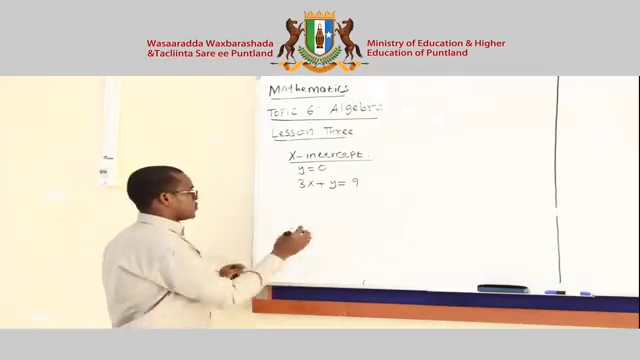 Wasaaradda Waxbarashada
&Tacliinta Sare ee Puntland
Ministry of Education & Higher
Education of Puntland
Mathematics
Topic 6: Algebra
Lesson Three
X-intercept:
y=0
3x+y=9